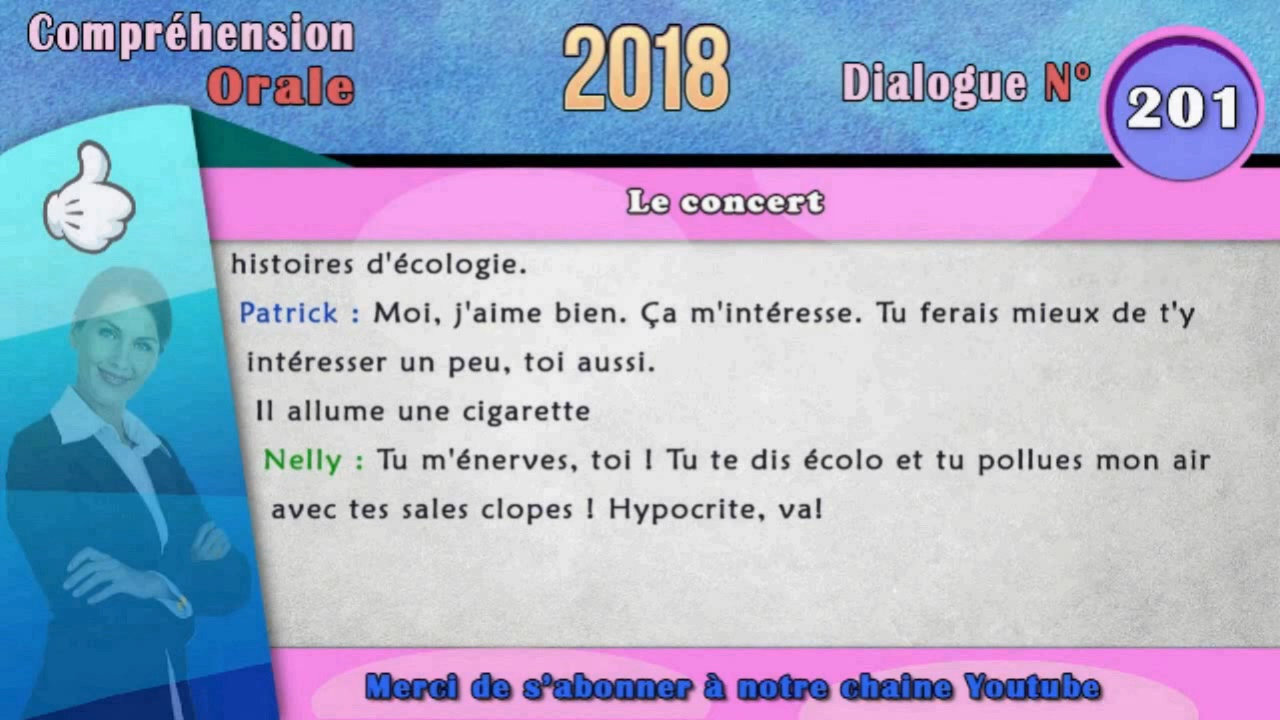 Compréhension
Orale
2018
Dialogue N°
201
Le concert
histoires d'écologie.
Patrick : Moi, j'aime bien. Ça m'intéresse. Tu ferais mieux de t'y
intéresser un peu, toi aussi.
Il allume une cigarette
Nelly : Tu m'énerves, toi ! Tu te dis écolo et tu pollues mon air
avec tes sales clopes ! Hypocrite, va!
Merci de s'abonner à notre chaine Youtube